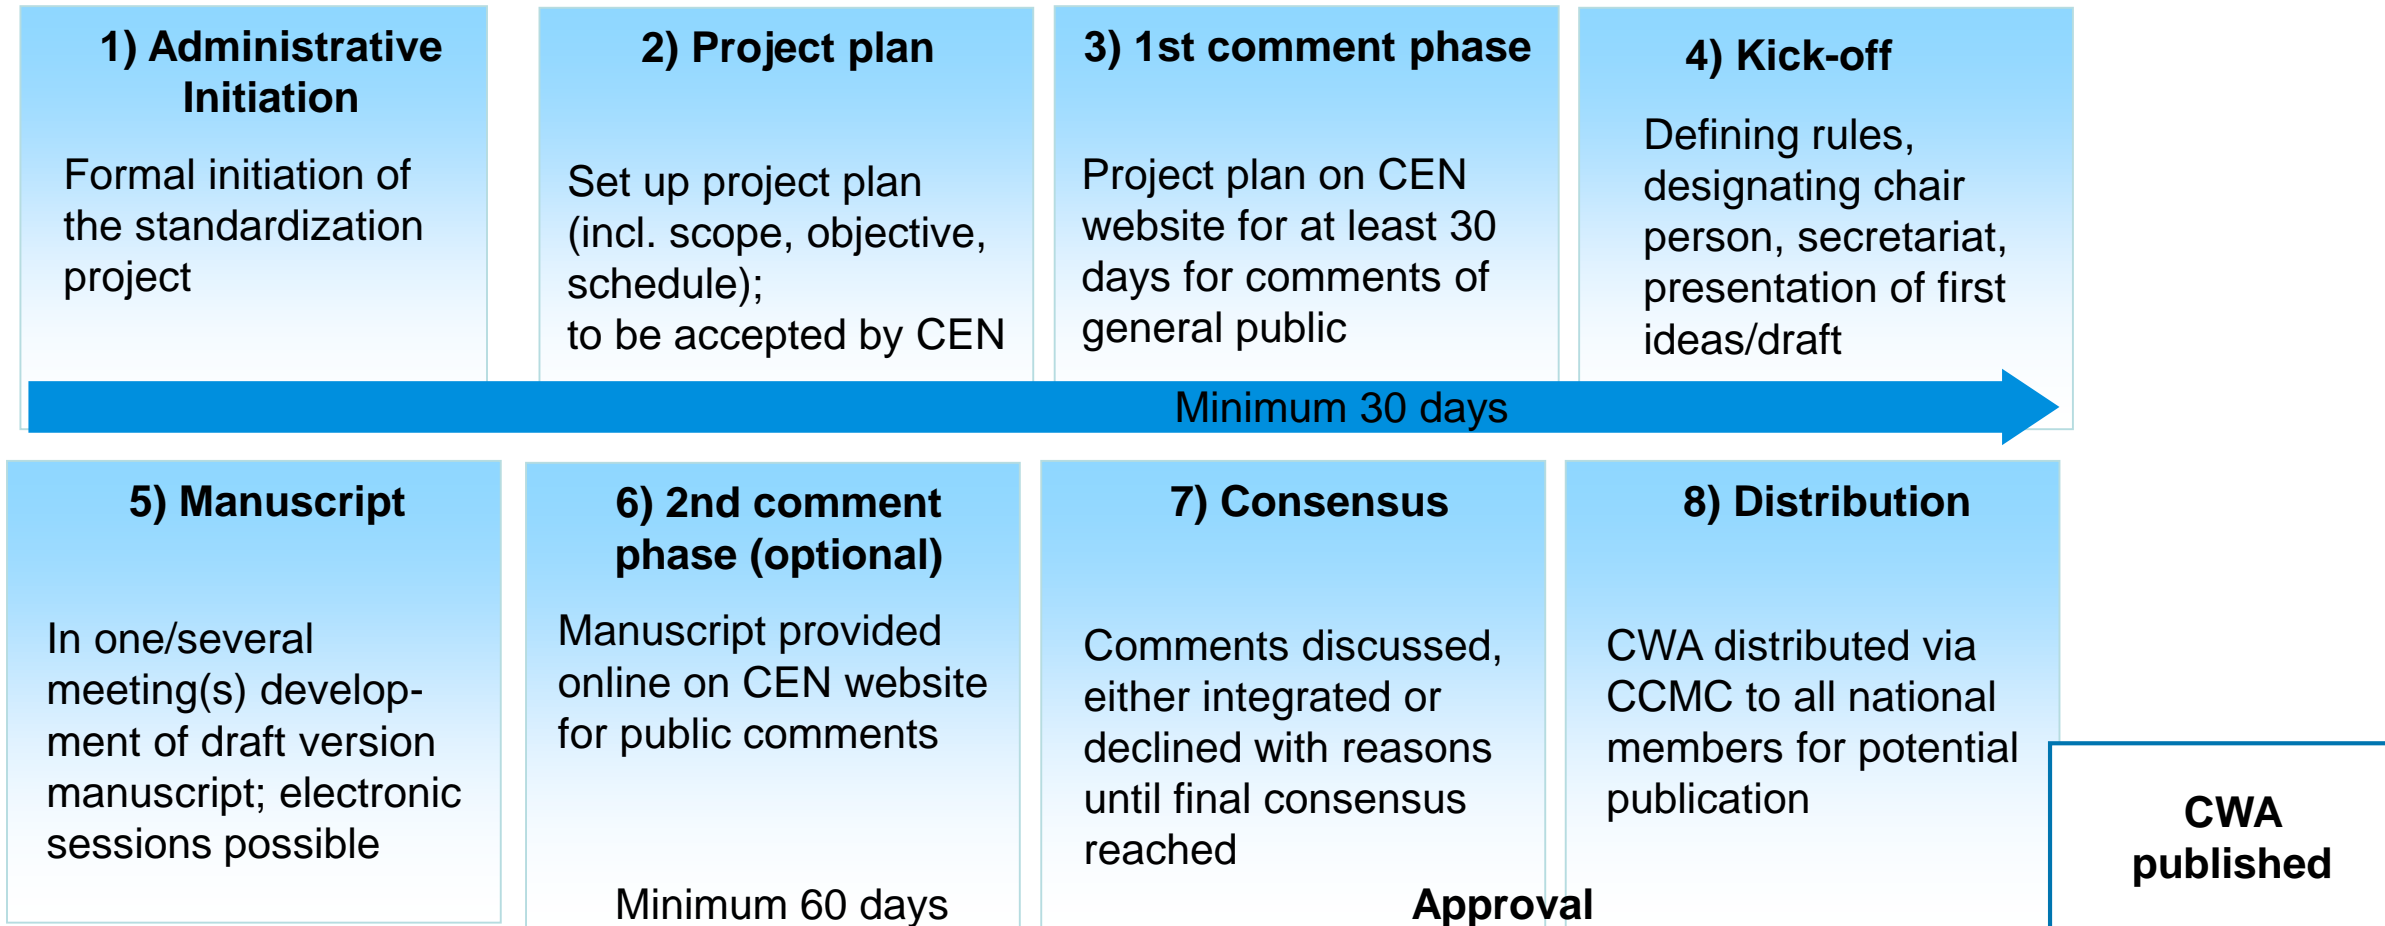 1) Administrative
Initiation
Formal initiation of
the standardization
project
2) Project plan
Set up project plan
(incl. scope, objective,
schedule);
to be accepted by CEN
3) 1st comment phase
Project plan on CEN
website for at least 30
days for comments of
general public
4) Kick-off
Defining rules,
designating chair
person, secretariat,
presentation of first
ideas/draft
Minimum 30 days
5) Manuscript
In one/several
meeting(s) develop-
ment of draft version
manuscript; electronic
sessions possible
6) 2nd comment
phase (optional)
Manuscript provided
online on CEN website
for public comments
Minimum 60 days
7) Consensus
Comments discussed,
either integrated or
declined with reasons
until final consensus
reached
Approval
8) Distribution
CWA distributed via
CCMC to all national
members for potential
publication
CWA
published